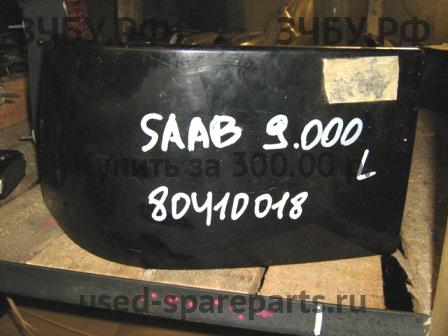 ЗЧБУ.РФ ЗЧБУ.РФ
SAAB 9.000
Купить за 300.00 р.
L
80410018
used-spareparts.ru